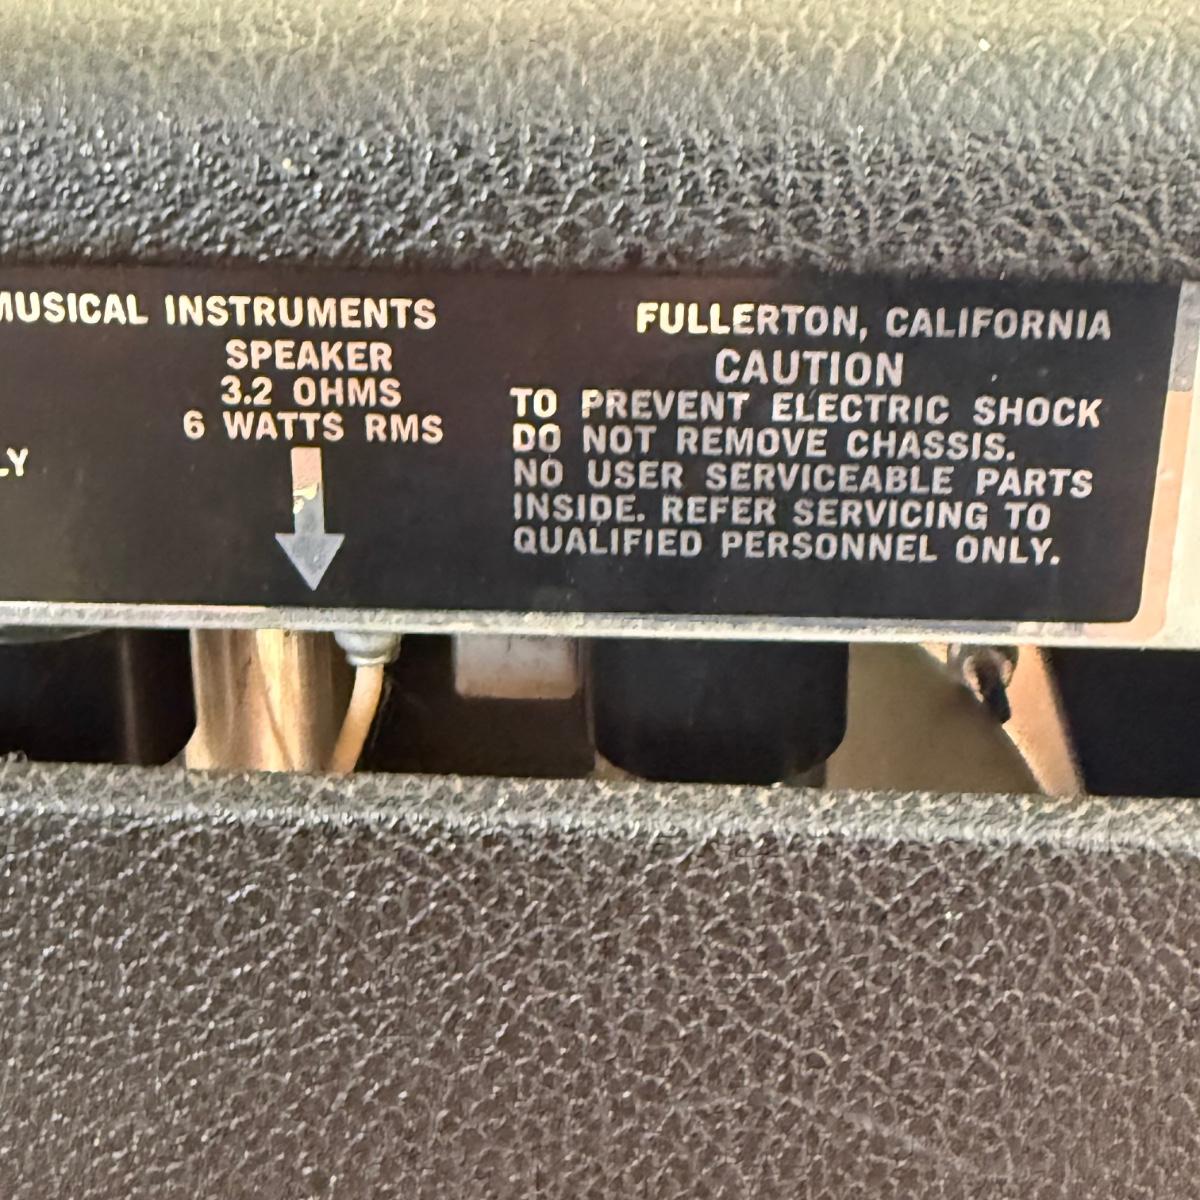 MUSICAL INSTRUMENTS
SPEAKER
3.2 OHMS
6 WATTS RMS
LY
FULLERTON, CALIFORNIA
CAUTION
TO PREVENT ELECTRIC SHOCK
DO NOT REMOVE CHASSIS.
NO USER SERVICEABLE PARTS
INSIDE. REFER SERVICING TO
QUALIFIED PERSONNEL ONLY.